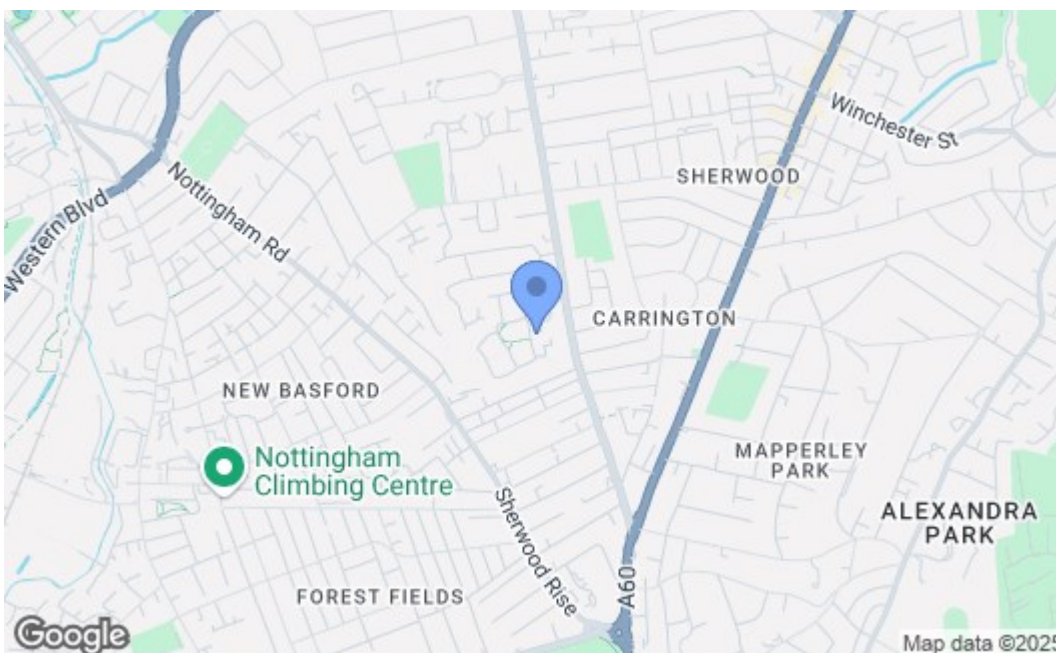 Winchester St
SHERWOOD
Nottingham Rd
Western Blvd
CARRINGTON
NEW BASFORD
Nottingham
Climbing Centre
MAPPERLEY
PARK
Sherwood Rise
ALEXANDRA
PARK
A60
FOREST FIELDS
Google
Map data ©2025